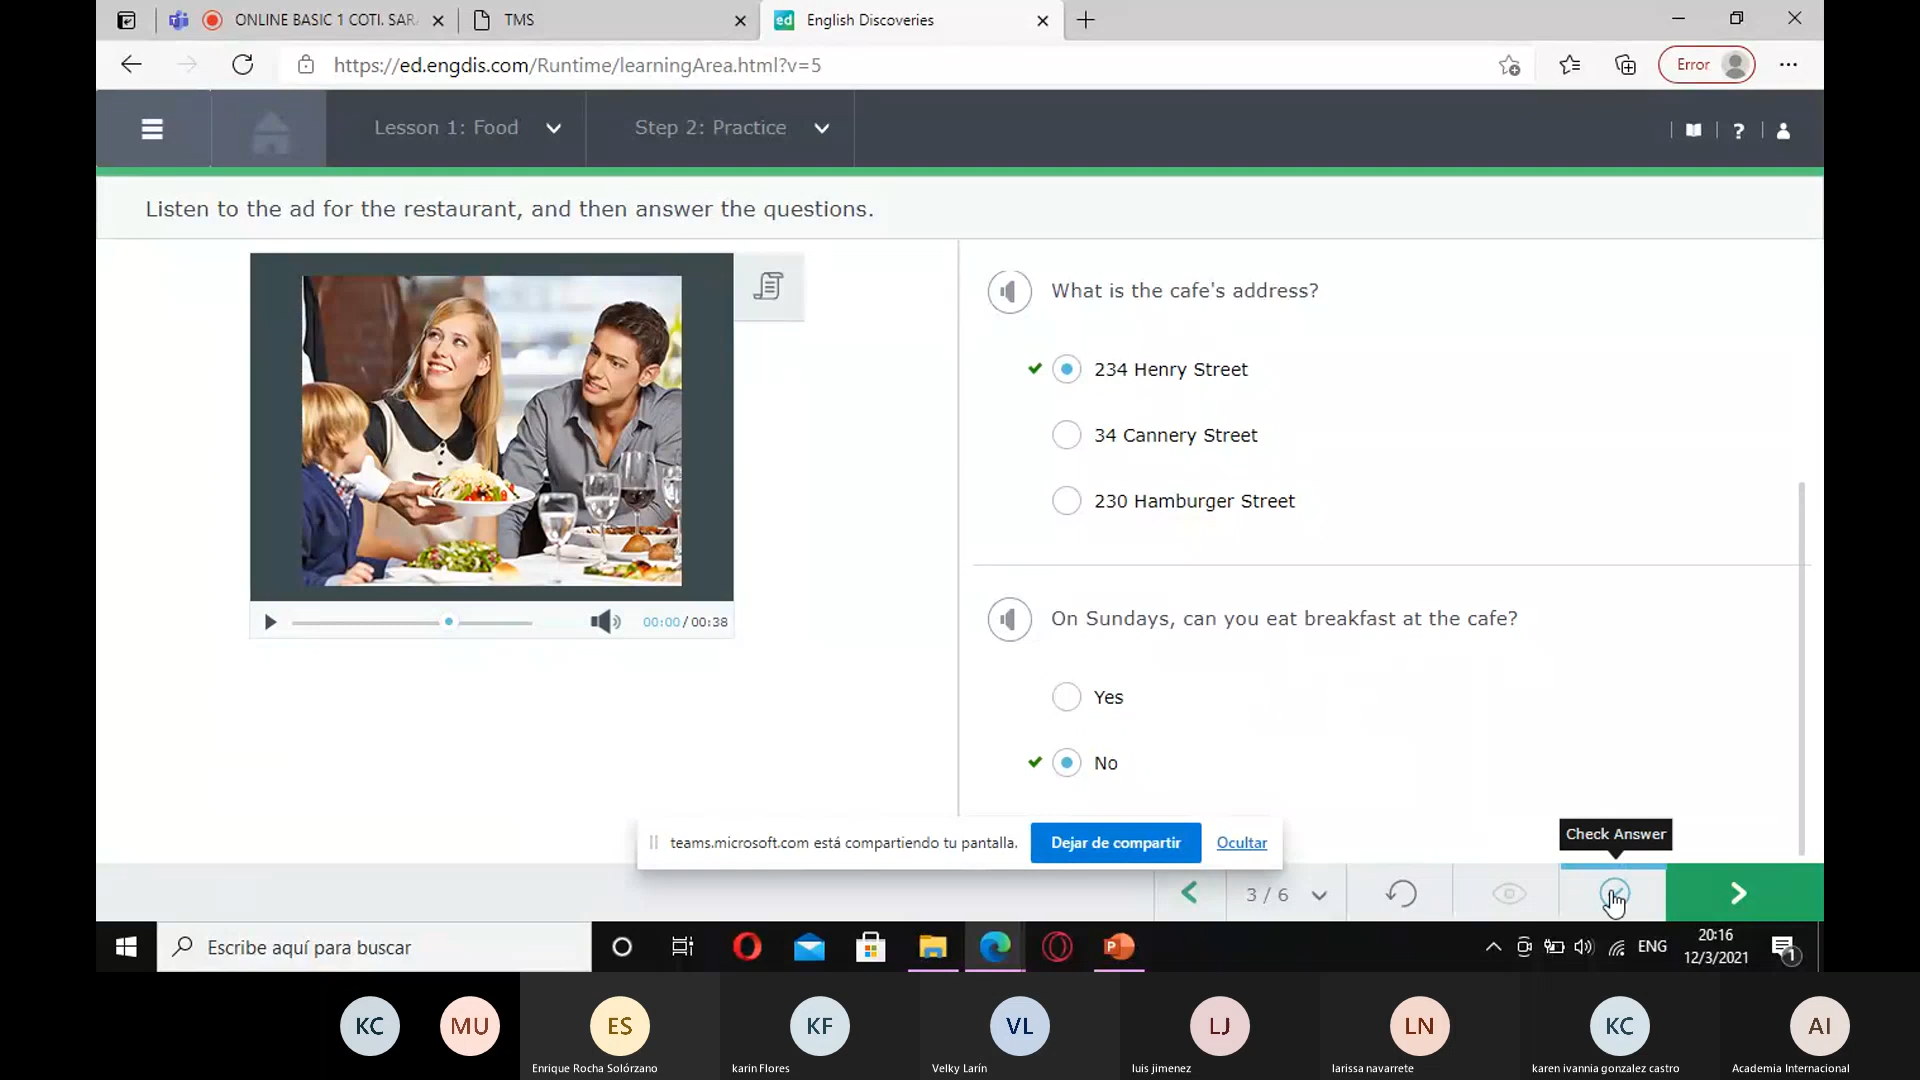 ONLINE BASIC 1 COTI. SARA
TMS
English Discoveries
https://ed.engdis.com/Runtime/learningArea.html?v=5
Error
Lesson 1: Food
Step 2: Practice
?
Listen to the ad for the restaurant, and then answer the questions.
What is the cafe's address?
234 Henry Street
34 Cannery Street
230 Hamburger Street
00:00/00:38
On Sundays, can you eat breakfast at the cafe?
Yes
No
Check Answer
teams.microsoft.com está compartiendo tu pantalla.
Dejar de compartir
Ocultar
3 / 6
Escribe aquí para buscar
ENG
20:16
12/3/2021
1
KC
MU
ES
KF
VL
LJ
LN
KC
AI
Enrique Rocha Solórzano
karin Flores
Velky Larín
luis jimenez
larissa navarrete
karen ivannia gonzalez castro
Academia Internacional